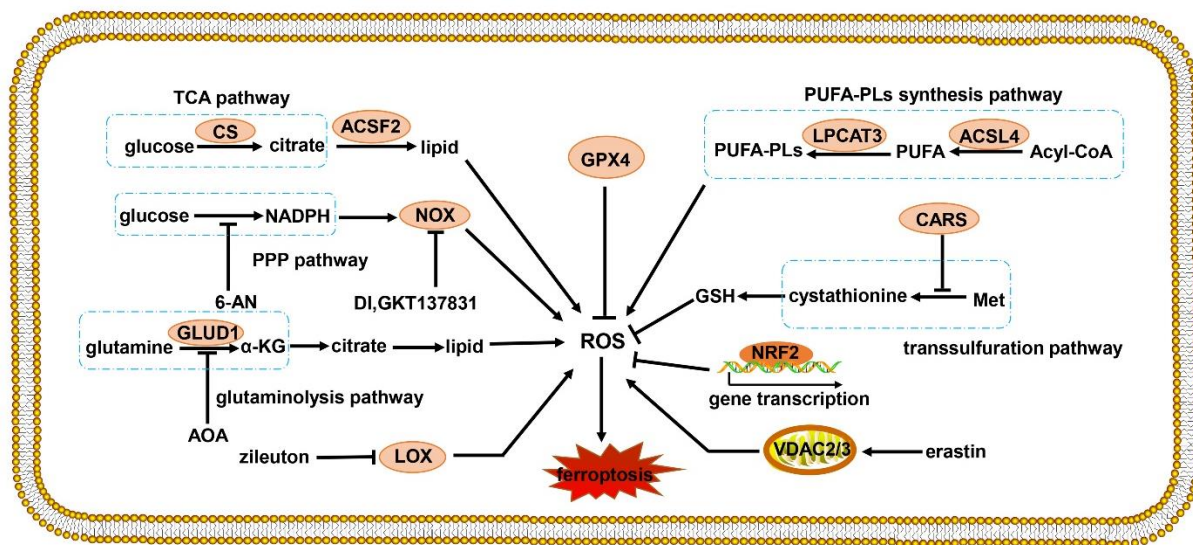 TCA pathway
glucose CS citrate ACSF2 lipid
glucose NADPH NOX
PPP pathway
6-AN
DI,GKT137831
glutamine GLUD1 α-KG citrate lipid
glutaminolysis pathway
AOA
zileuton LOX
GPX4
ROS
ferroptosis
PUFA-PLs synthesis pathway
PUFA-PLs LPCAT3 PUFA ACSL4 Acyl-CoA
CARS
GSH cystathionine Met
transsulfuration pathway
NRF2
gene transcription
VDAC2/3 erastin